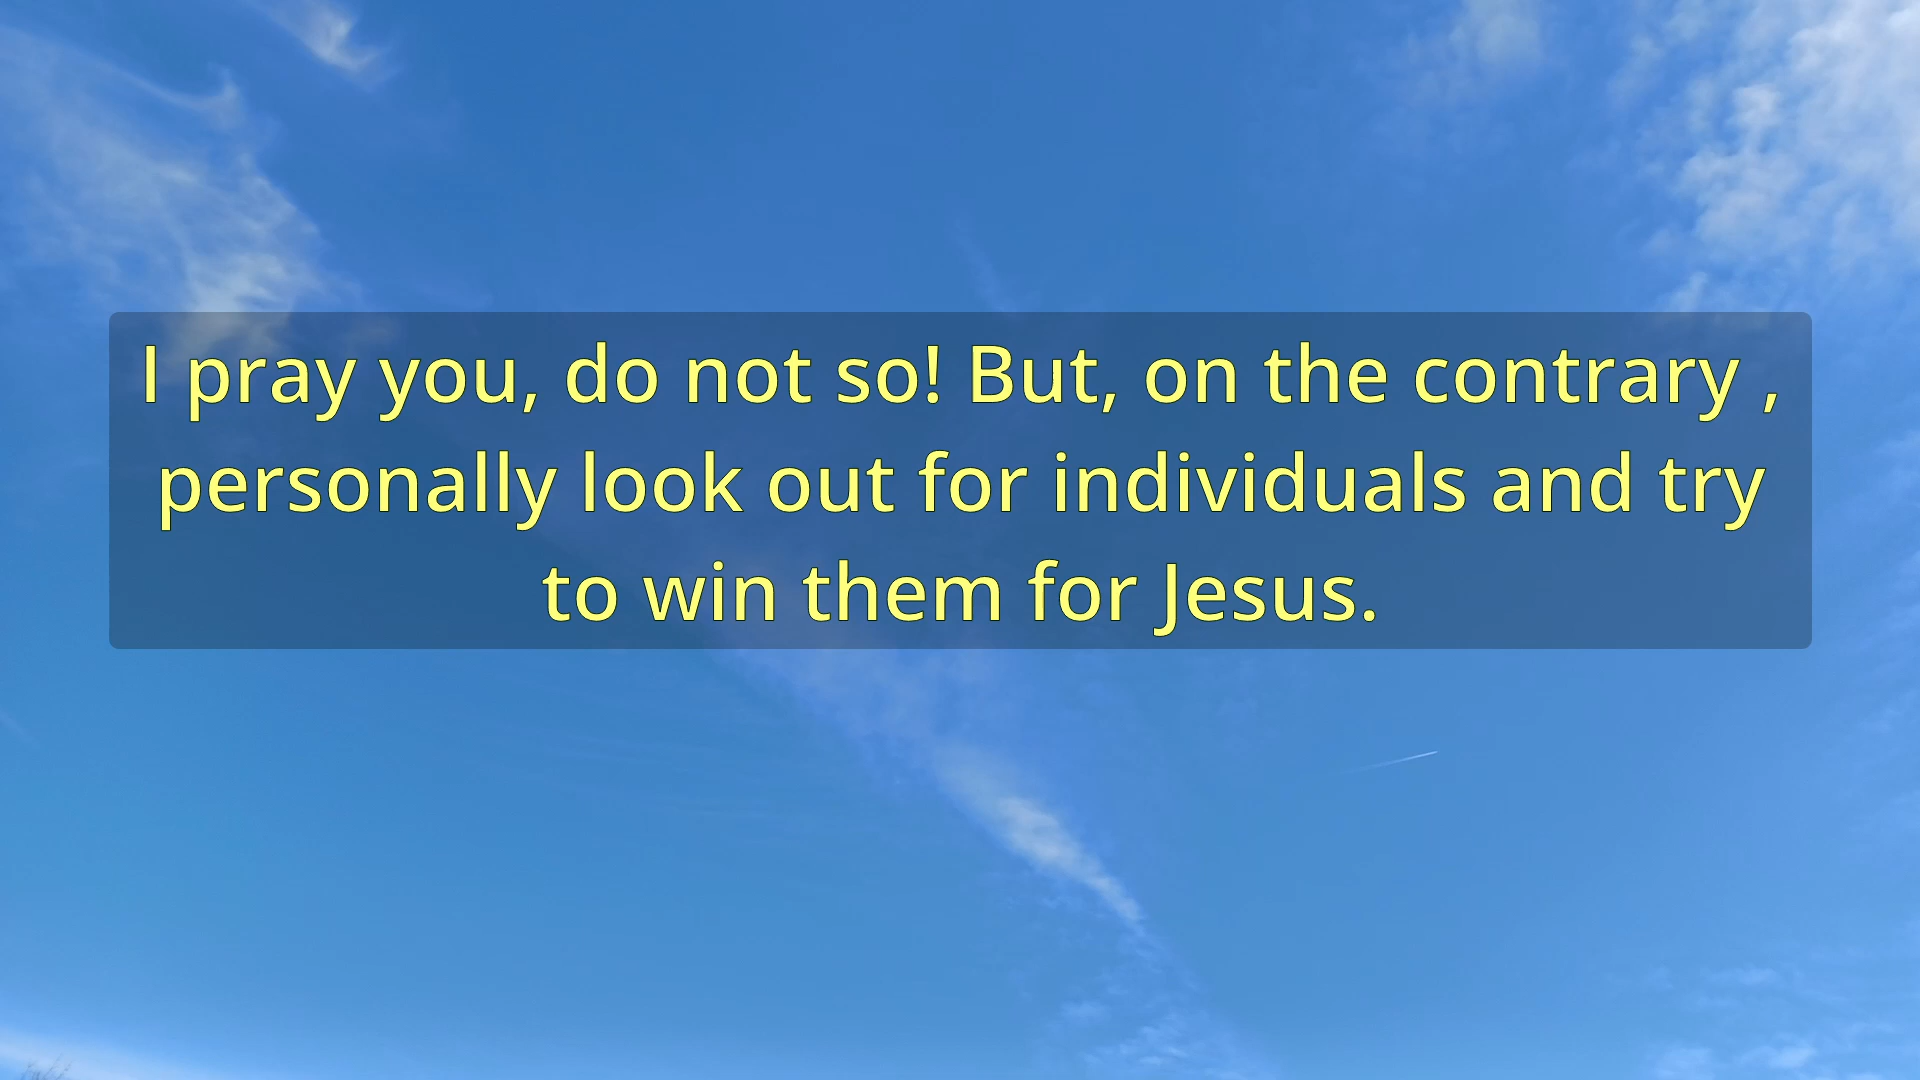 I pray you, do not so! But, on the contrary ,
personally look out for individuals and try
to win them for Jesus.